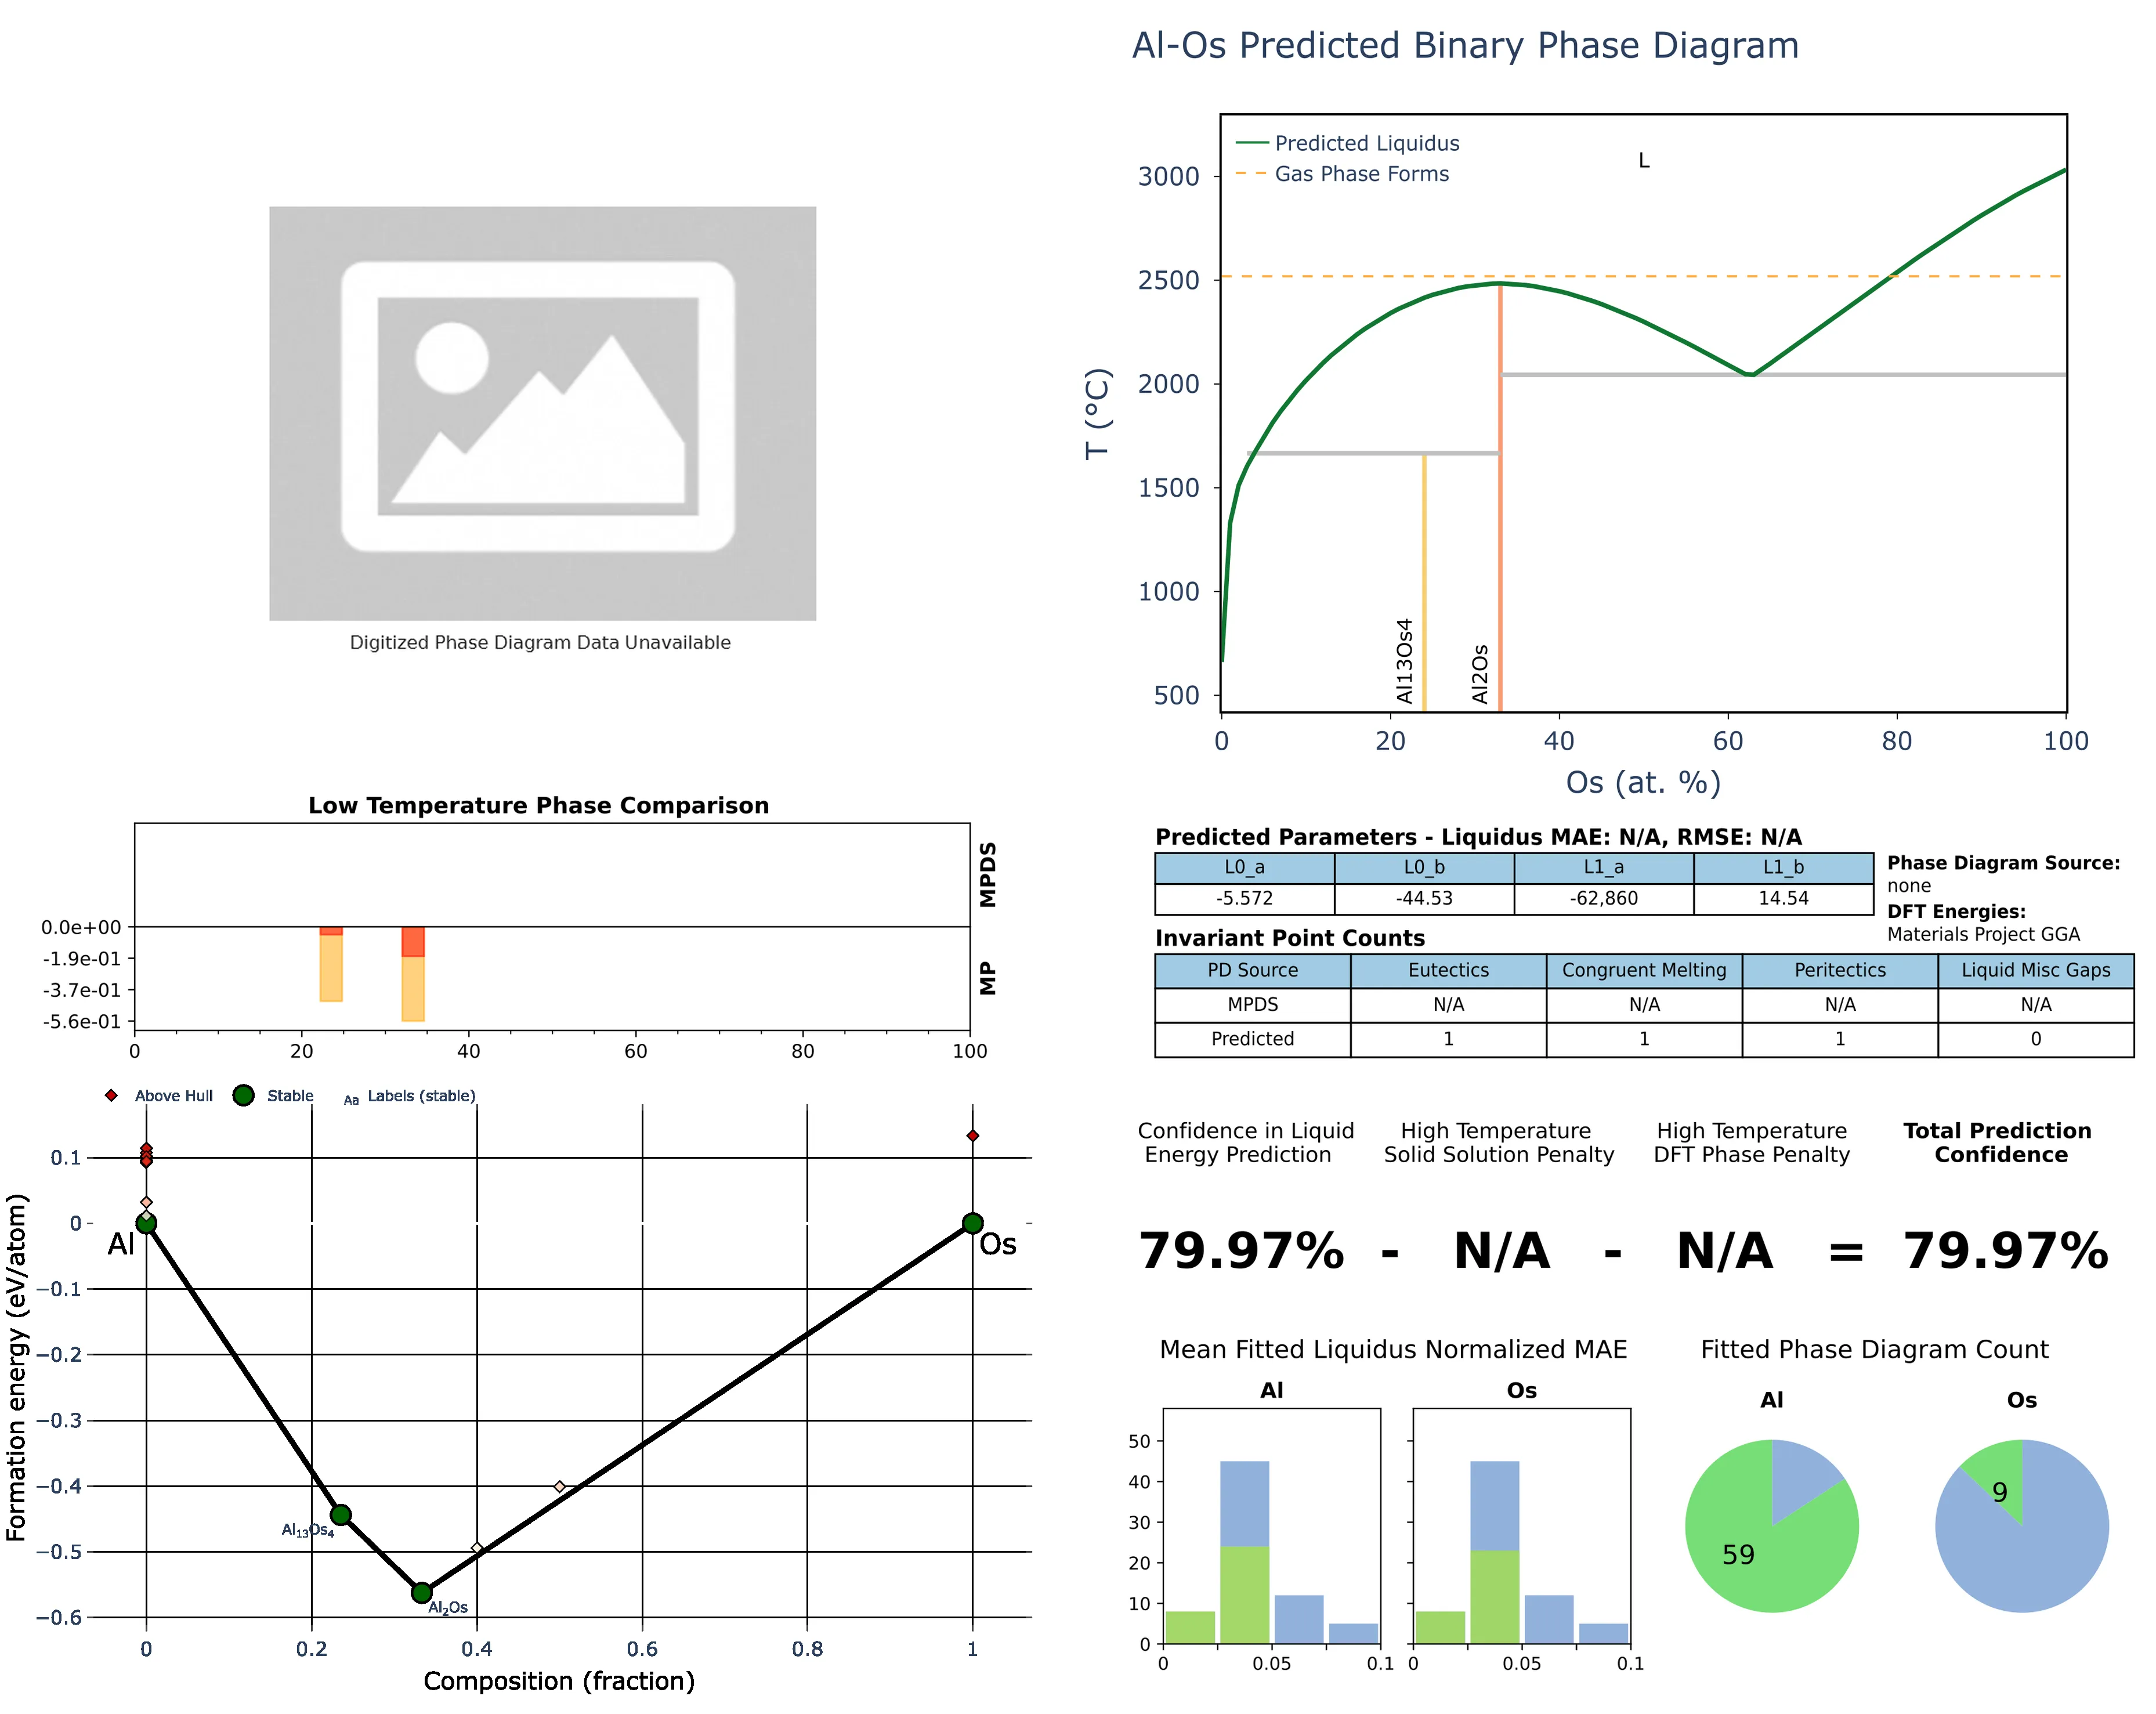 Al-Os Predicted Binary Phase Diagram
Predicted Liquidus
Gas Phase Forms
L
3000
2500
2000
1500
1000
500
T (°C)
Al13Os4
Al2Os
0 20 40 60 80 100
Os (at. %)
Digitized Phase Diagram Data Unavailable
Low Temperature Phase Comparison
MPDS
MP
0.0e+00
-1.9e-01
-3.7e-01
-5.6e-01
0 20 40 60 80 100
Predicted Parameters - Liquidus MAE: N/A, RMSE: N/A
L0_a L0_b L1_a L1_b
-5.572 -44.53 -62,860 14.54
Phase Diagram Source:
none
DFT Energies:
Materials Project GGA
Invariant Point Counts
PD Source Eutectics Congruent Melting Peritectics Liquid Misc Gaps
MPDS N/A N/A N/A N/A
Predicted 1 1 1 0
Above Hull Stable Aa Labels (stable)
0.1
0
−0.1
−0.2
−0.3
−0.4
−0.5
−0.6
Formation energy (eV/atom)
Al
Os
Al13Os4
Al2Os
0 0.2 0.4 0.6 0.8 1
Composition (fraction)
Confidence in Liquid
Energy Prediction
High Temperature
Solid Solution Penalty
High Temperature
DFT Phase Penalty
Total Prediction
Confidence
79.97% - N/A - N/A = 79.97%
Mean Fitted Liquidus Normalized MAE
Al
Os
50
40
30
20
10
0
0 0.05 0.1
0 0.05 0.1
Fitted Phase Diagram Count
Al
59
Os
9